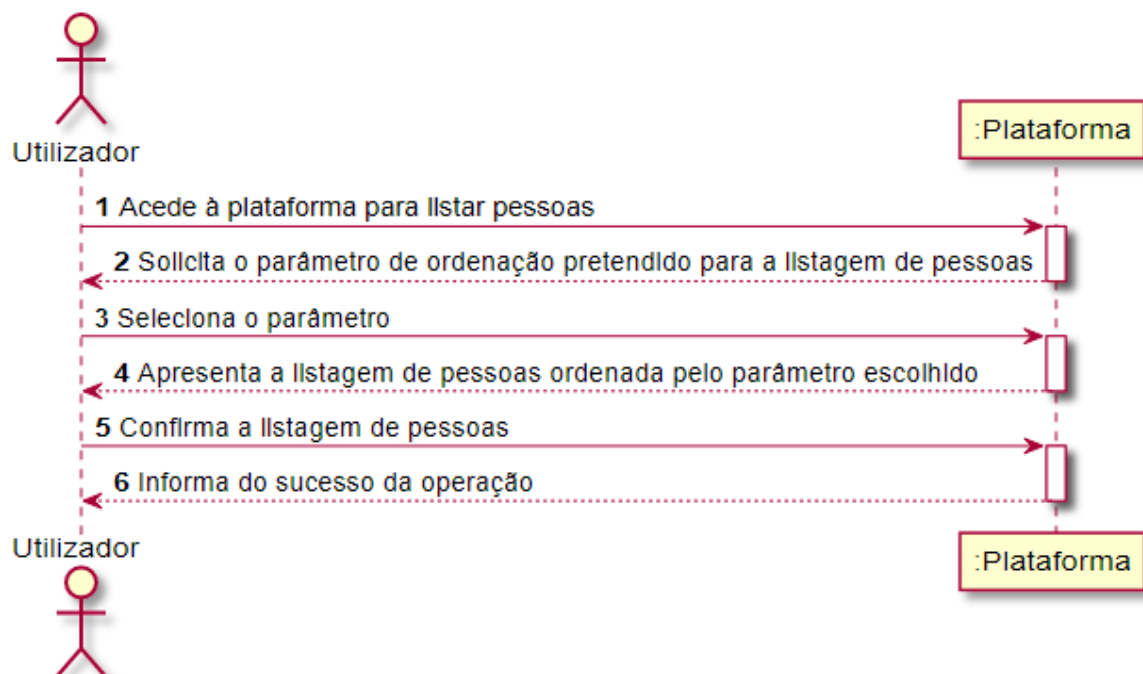 Utilizador
:Plataforma
1 Acede à plataforma para listar pessoas
2 Solicita o parâmetro de ordenação pretendido para a listagem de pessoas
3 Seleciona o parâmetro
4 Apresenta a listagem de pessoas ordenada pelo parâmetro escolhido
5 Confirma a listagem de pessoas
6 Informa do sucesso da operação
Utilizador
:Plataforma